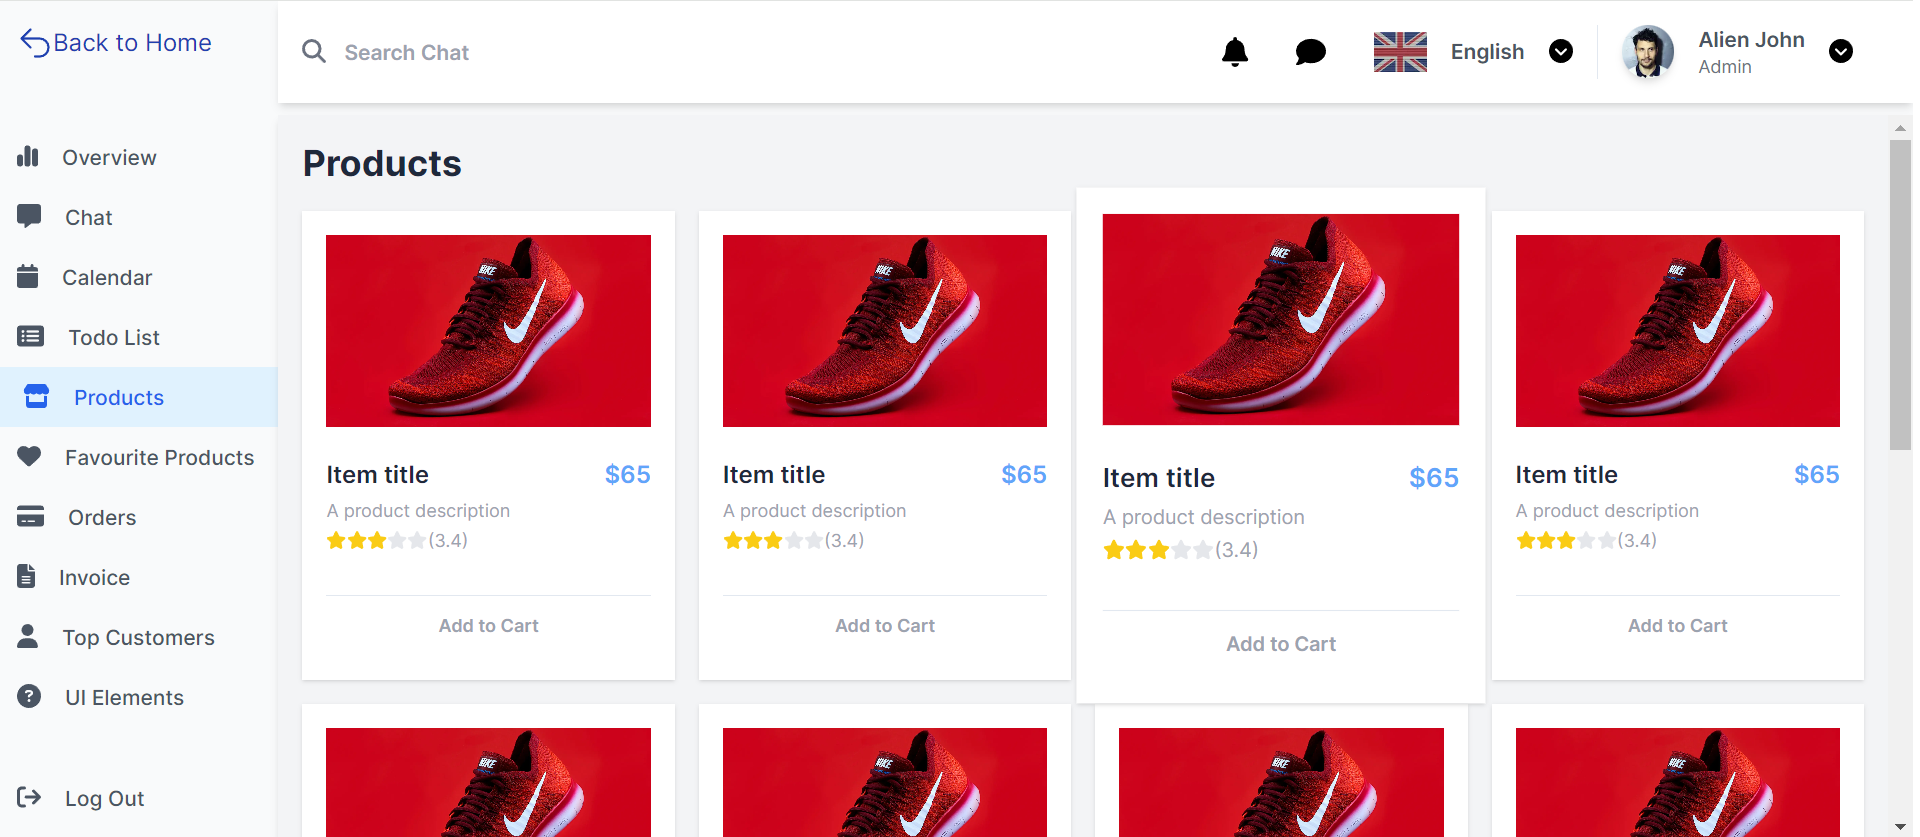 Back to Home
Search Chat
English
Alien John
Admin
Overview
Chat
Calendar
Todo List
Products
Favourite Products
Orders
Invoice
Top Customers
UI Elements
Log Out
Products
NIKE
Item title $65
A product description
(3.4)
Add to Cart
NIKE
Item title $65
A product description
(3.4)
Add to Cart
NIKE
Item title $65
A product description
(3.4)
Add to Cart
NIKE
Item title $65
A product description
(3.4)
Add to Cart
NIKE
NIKE
NIKE
NIKE